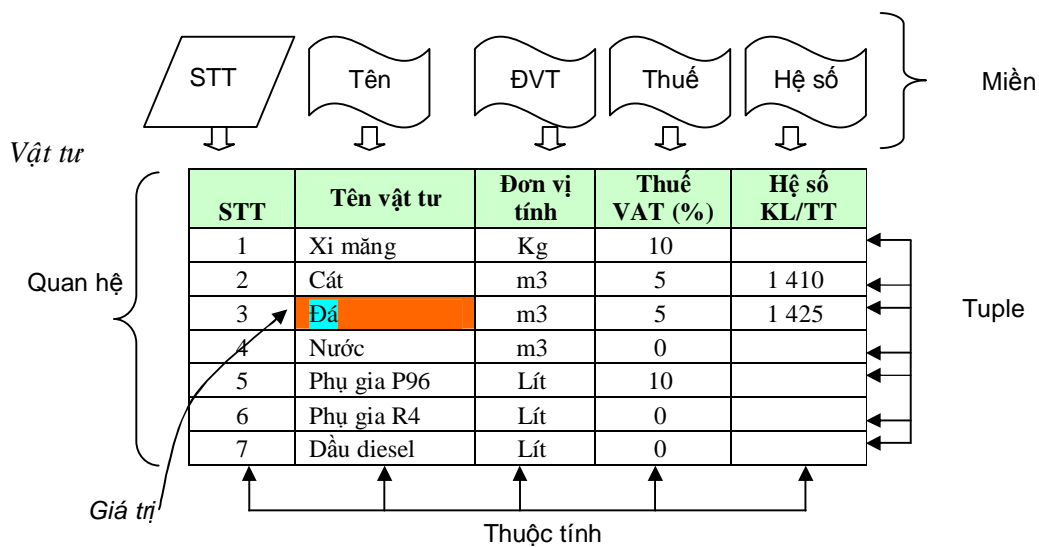 STT Tên ĐVT Thuế Hệ số Miền
Vật tư
STT Tên vật tư Đơn vị tính Thuế VAT (%) Hệ số KL/TT
1 Xi măng Kg 10
Quan hệ
2 Cát m3 5 1 410
3 Đá m3 5 1 425
Tuple
4 Nước m3 0
5 Phụ gia P96 Lít 10
6 Phụ gia R4 Lít 0
7 Dầu diesel Lít 0
Giá trị
Thuộc tính